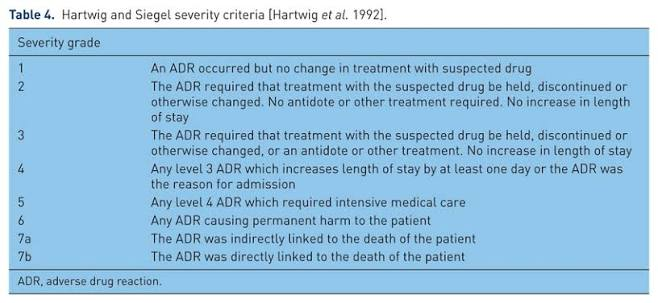 Table 4. Hartwig and Siegel severity criteria [Hartwig et al. 1992].
Severity grade
1 An ADR occurred but no change in treatment with suspected drug
2 The ADR required that treatment with the suspected drug be held, discontinued or
otherwise changed. No antidote or other treatment required. No increase in length
of stay
3 The ADR required that treatment with the suspected drug be held, discontinued or
otherwise changed, or an antidote or other treatment. No increase in length of stay
4 Any level 3 ADR which increases length of stay by at least one day or the ADR was
the reason for admission
5 Any level 4 ADR which required intensive medical care
6 Any ADR causing permanent harm to the patient
7a The ADR was indirectly linked to the death of the patient
7b The ADR was directly linked to the death of the patient
ADR, adverse drug reaction.